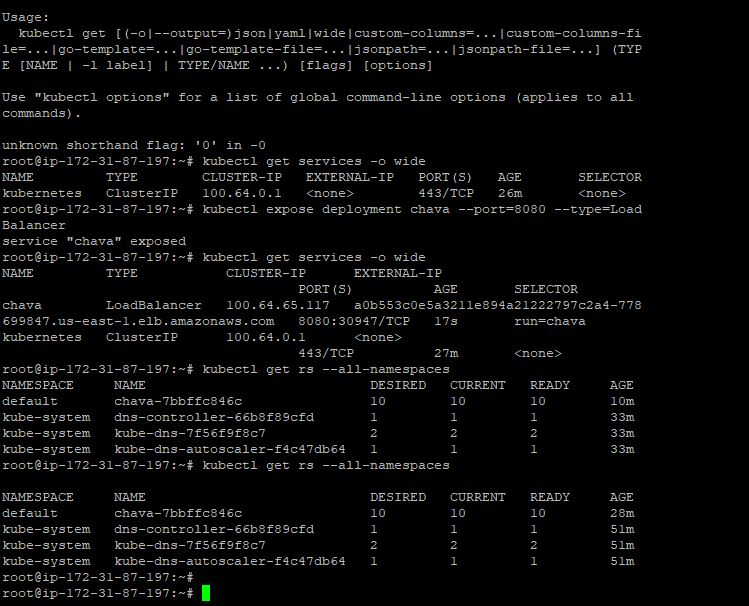 Usage:
  kubectl get [(-o|--output=)json|yaml|wide|custom-columns=...|custom-columns-fi
le=...|go-template=...|go-template-file=...|jsonpath=...|jsonpath-file=...] (TYP
E [NAME | -l label] | TYPE/NAME ...) [flags] [options]

Use "kubectl options" for a list of global command-line options (applies to all
commands).

unknown shorthand flag: '0' in -0
root@ip-172-31-87-197:~# kubectl get services -o wide
NAME         TYPE        CLUSTER-IP   EXTERNAL-IP   PORT(S)   AGE       SELECTOR
kubernetes   ClusterIP   100.64.0.1   <none>        443/TCP   26m       <none>
root@ip-172-31-87-197:~# kubectl expose deployment chava --port=8080 --type=Load
Balancer
service "chava" exposed
root@ip-172-31-87-197:~# kubectl get services -o wide
NAME         TYPE           CLUSTER-IP      EXTERNAL-IP
                                     PORT(S)          AGE       SELECTOR
chava        LoadBalancer   100.64.65.117   a0b553c0e5a3211e894a21222797c2a4-778
699847.us-east-1.elb.amazonaws.com   8080:30947/TCP   17s       run=chava
kubernetes   ClusterIP      100.64.0.1      <none>
                                     443/TCP          27m       <none>
root@ip-172-31-87-197:~# kubectl get rs --all-namespaces
NAMESPACE     NAME                            DESIRED   CURRENT   READY     AGE
default       chava-7bbffc846c                10        10        10        10m
kube-system   dns-controller-66b8f89cfd       1         1         1         33m
kube-system   kube-dns-7f56f9f8c7             2         2         2         33m
kube-system   kube-dns-autoscaler-f4c47db64   1         1         1         33m
root@ip-172-31-87-197:~# kubectl get rs --all-namespaces

NAMESPACE     NAME                            DESIRED   CURRENT   READY     AGE
default       chava-7bbffc846c                10        10        10        28m
kube-system   dns-controller-66b8f89cfd       1         1         1         51m
kube-system   kube-dns-7f56f9f8c7             2         2         2         51m
kube-system   kube-dns-autoscaler-f4c47db64   1         1         1         51m
root@ip-172-31-87-197:~#
root@ip-172-31-87-197:~#